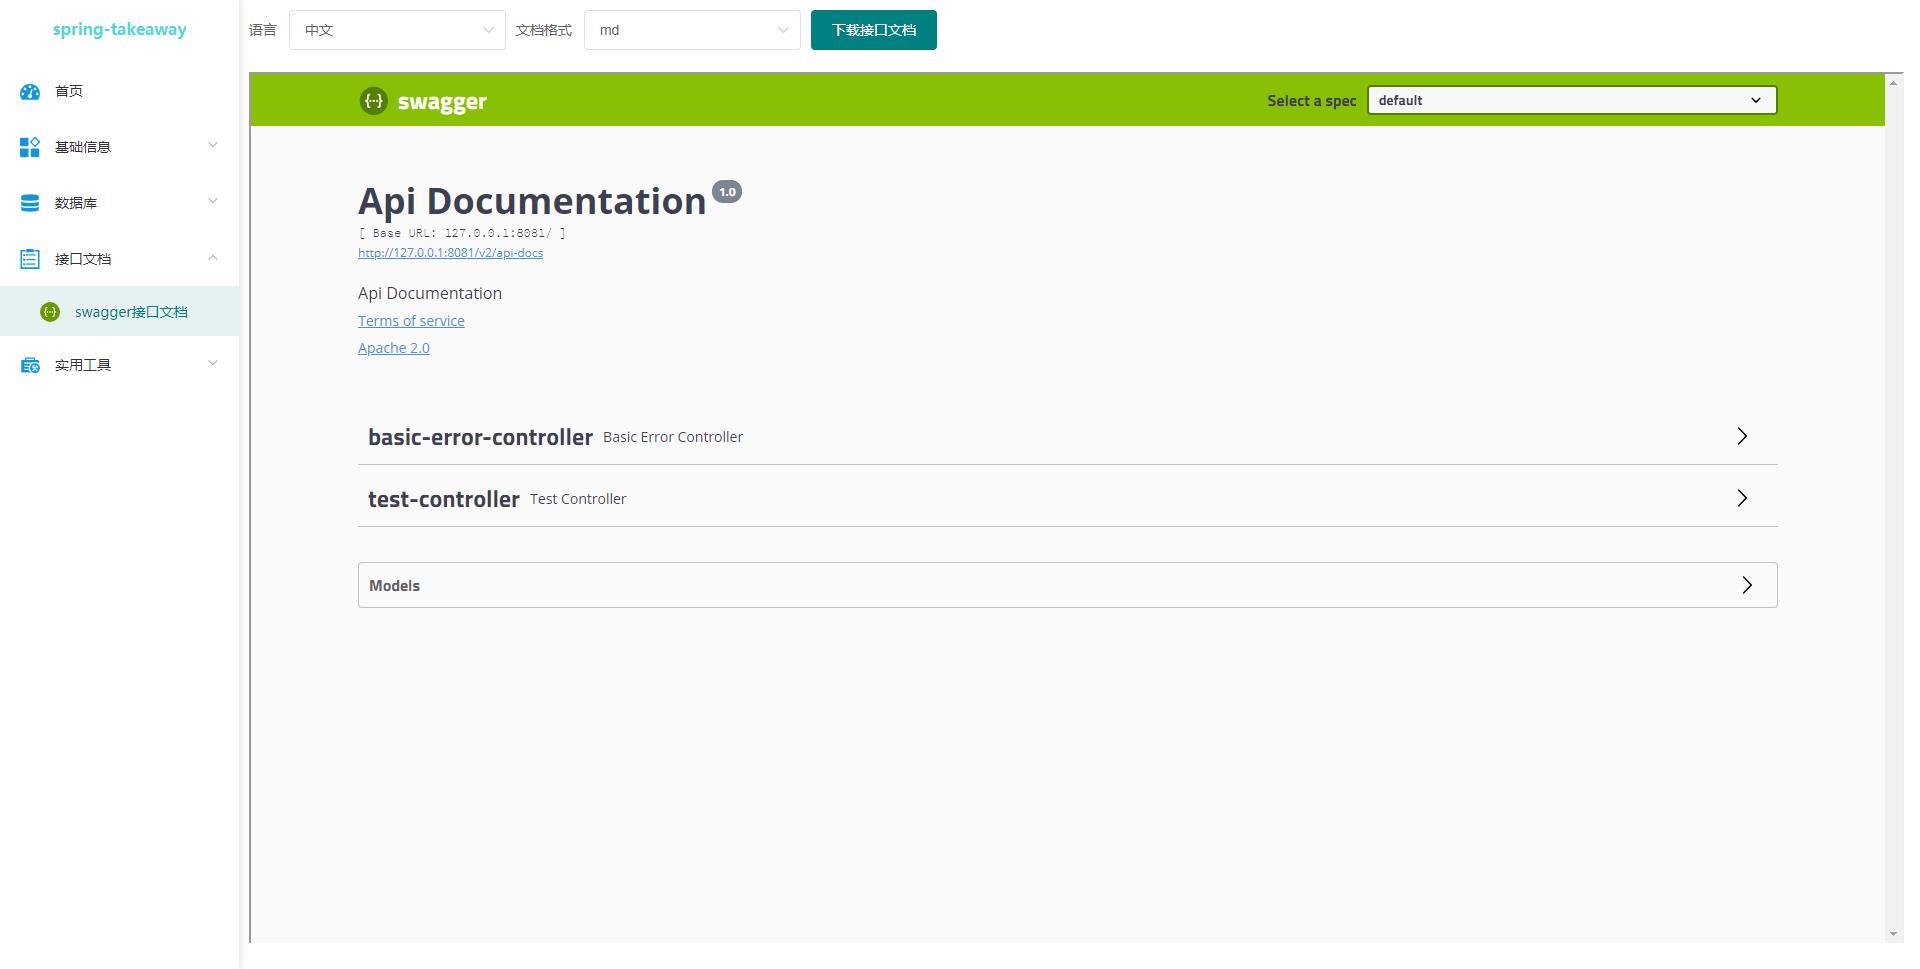 spring-takeaway
首页
基础信息
数据库
接口文档
swagger接口文档
实用工具
语言 中文 文档格式 md 下载接口文档
{···} swagger Select a spec default
Api Documentation 1.0
[ Base URL: 127.0.0.1:8081/ ]
http://127.0.0.1:8081/v2/api-docs
Api Documentation
Terms of service
Apache 2.0
basic-error-controller Basic Error Controller
test-controller Test Controller
Models